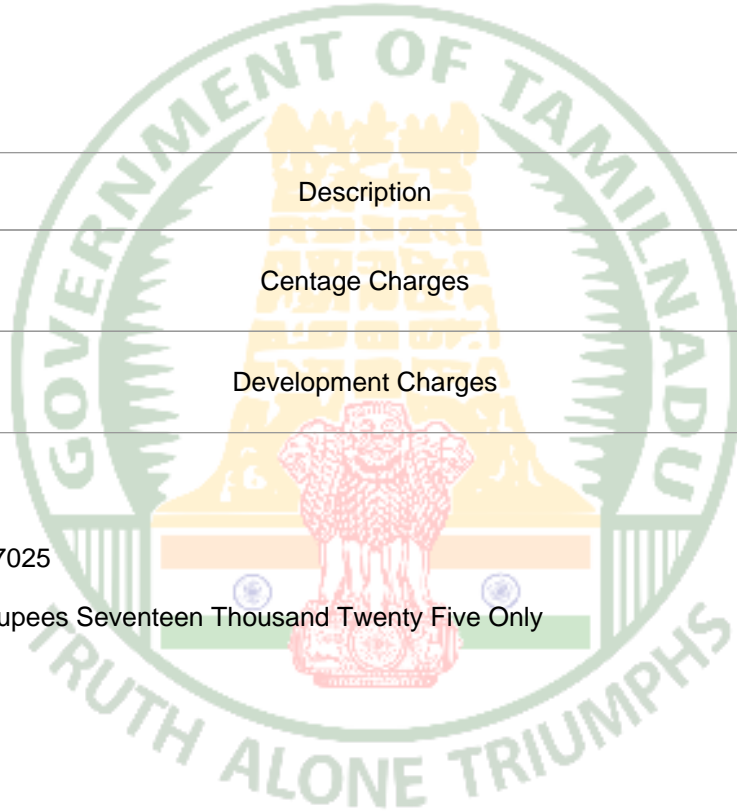 GOVERNMENT OF TAMILNADU
Description
Centage Charges
Development Charges
7025
upees Seventeen Thousand Twenty Five Only
TRUTH ALONE TRIUMPHS